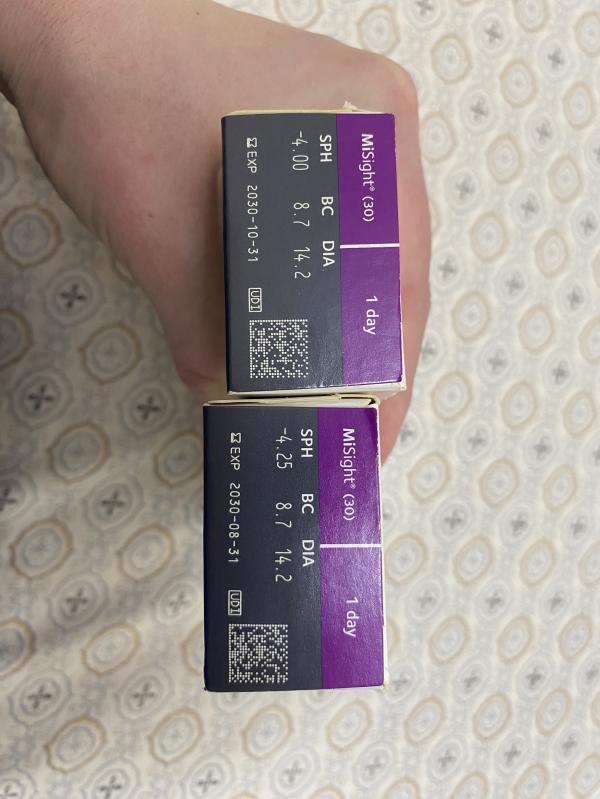 MiSight® (30) 1 day
SPH BC DIA
-4.00 8.7 14.2
EXP 2030-10-31 UDI
MiSight® (30) 1 day
SPH BC DIA
-4.25 8.7 14.2
EXP 2030-08-31 UDI